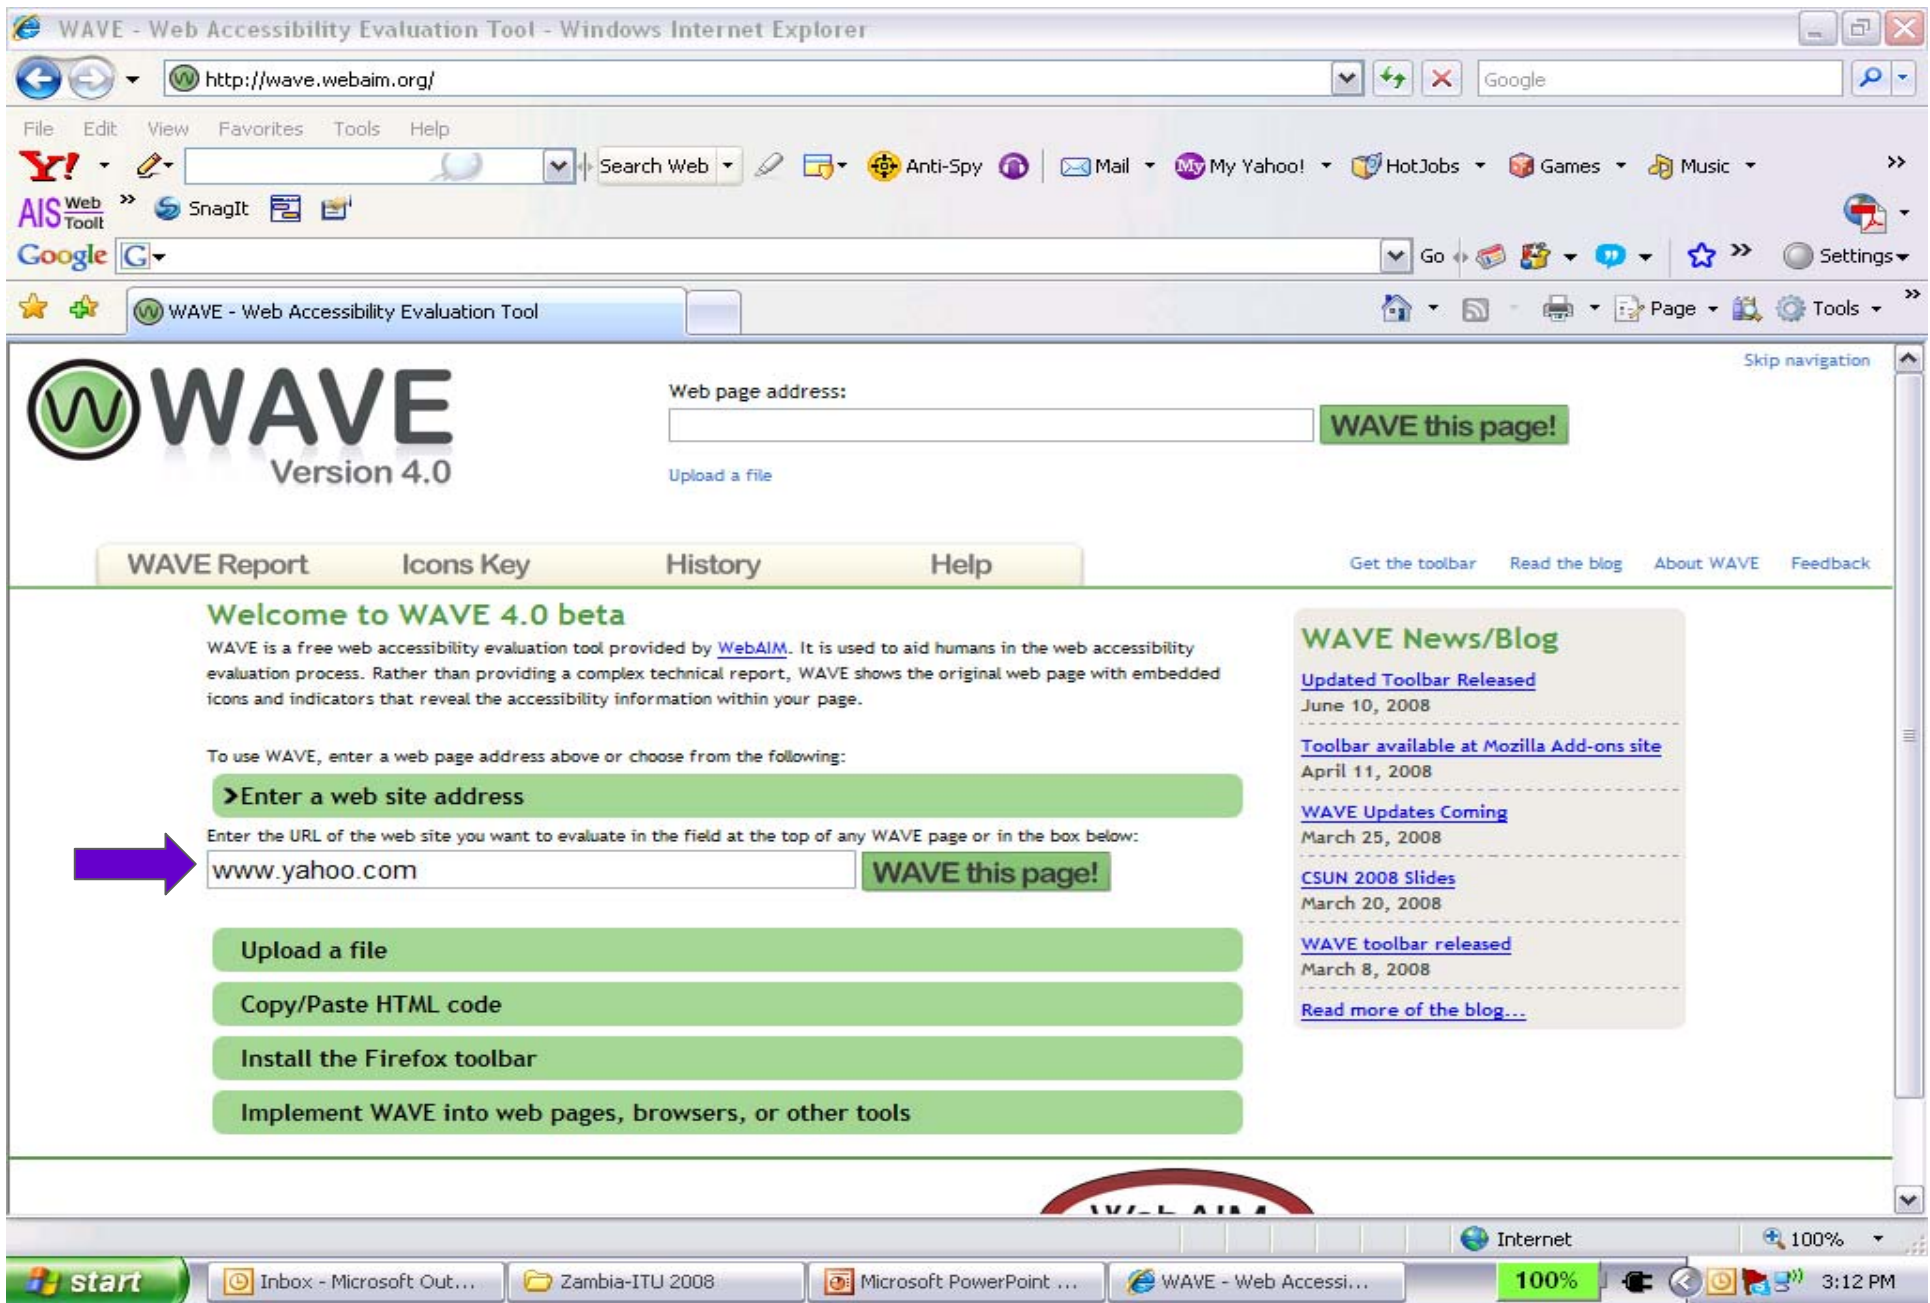 WAVE - Web Accessibility Evaluation Tool - Windows Internet Explorer
http://wave.webaim.org/
Google
File Edit View Favorites Tools Help
Y! Search Web Anti-Spy Mail My My Yahoo! HotJobs Games Music »
AIS Web Toolt » SnagIt
Google G Go » Settings
WAVE - Web Accessibility Evaluation Tool
Page Tools »
Skip navigation
WAVE
Version 4.0
Web page address:
WAVE this page!
Upload a file
WAVE Report Icons Key History Help
Get the toolbar Read the blog About WAVE Feedback
Welcome to WAVE 4.0 beta
WAVE is a free web accessibility evaluation tool provided by WebAIM. It is used to aid humans in the web accessibility
evaluation process. Rather than providing a complex technical report, WAVE shows the original web page with embedded
icons and indicators that reveal the accessibility information within your page.
To use WAVE, enter a web page address above or choose from the following:
>Enter a web site address
Enter the URL of the web site you want to evaluate in the field at the top of any WAVE page or in the box below:
www.yahoo.com WAVE this page!
Upload a file
Copy/Paste HTML code
Install the Firefox toolbar
Implement WAVE into web pages, browsers, or other tools
WAVE News/Blog
Updated Toolbar Released
June 10, 2008
Toolbar available at Mozilla Add-ons site
April 11, 2008
WAVE Updates Coming
March 25, 2008
CSUN 2008 Slides
March 20, 2008
WAVE toolbar released
March 8, 2008
Read more of the blog...
WebAIM
Internet 100%
start Inbox - Microsoft Out... Zambia-ITU 2008 Microsoft PowerPoint ... WAVE - Web Accessi... 100% 3:12 PM